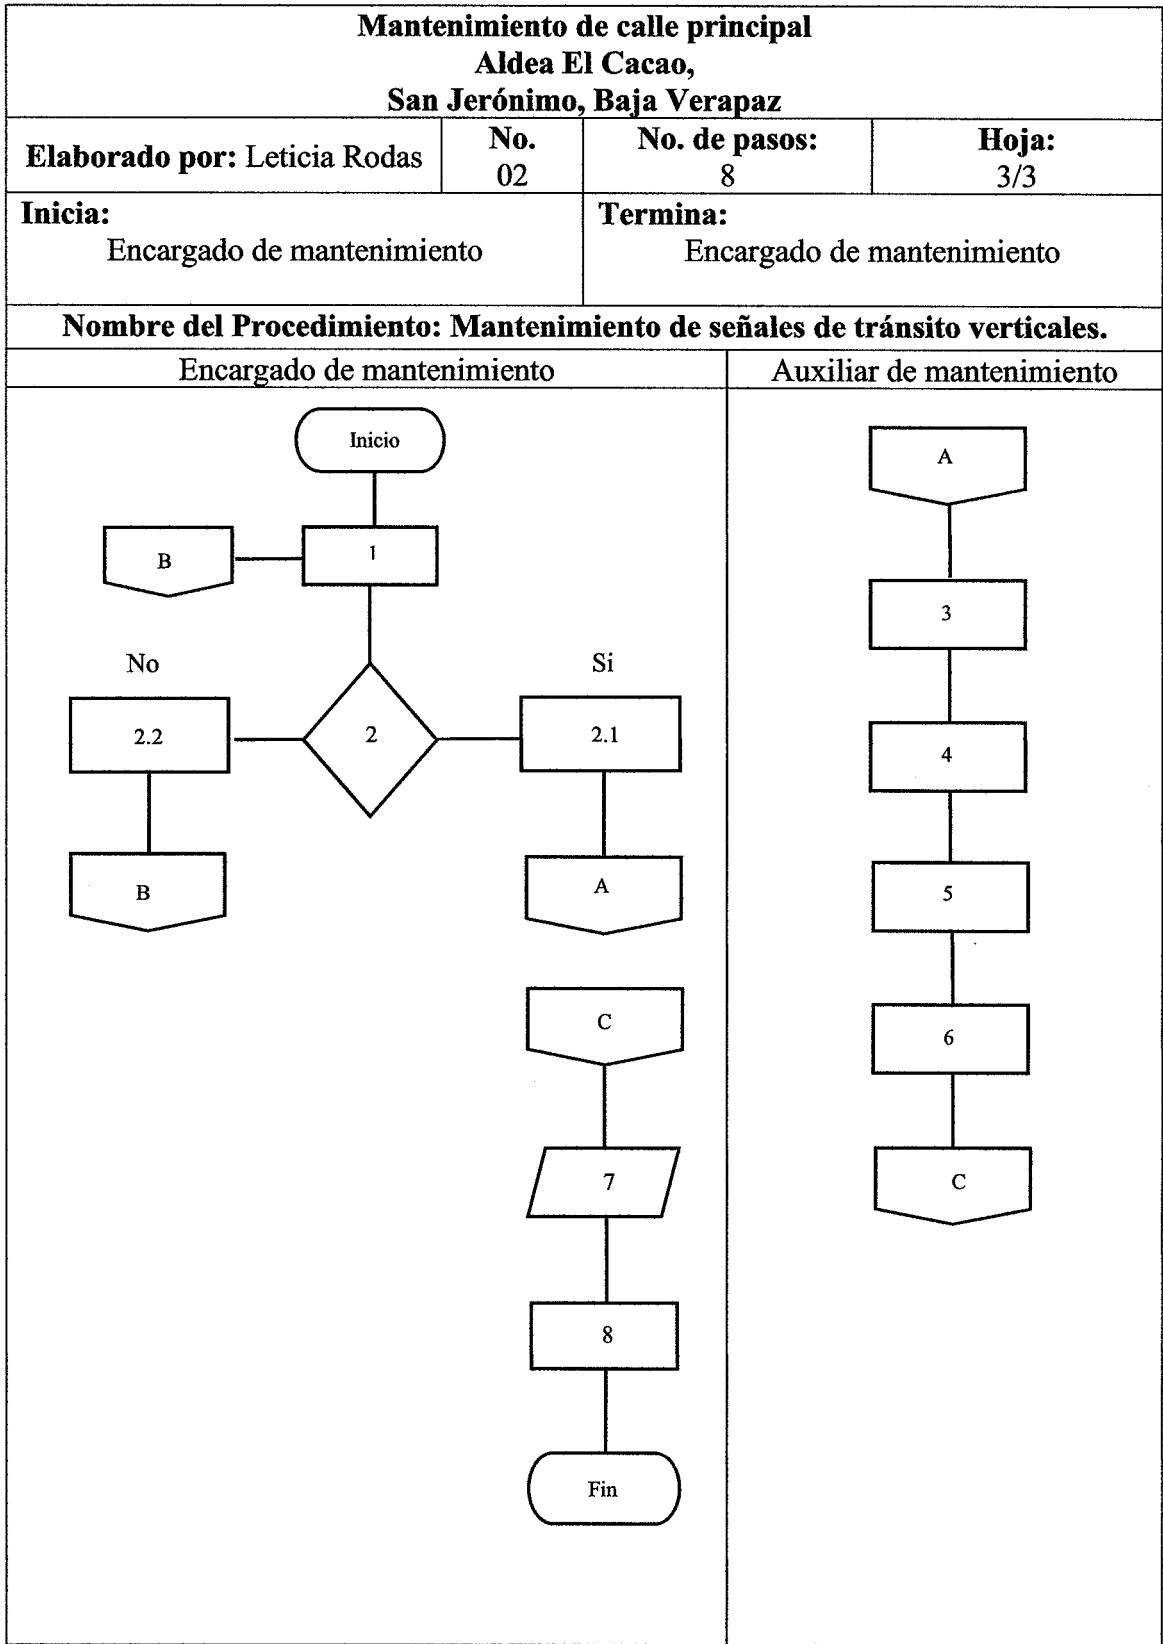 Mantenimiento de calle principal
Aldea El Cacao,
San Jerónimo, Baja Verapaz
Elaborado por: Leticia Rodas
No.
02
No. de pasos:
8
Hoja:
3/3
Inicia:
Encargado de mantenimiento
Termina:
Encargado de mantenimiento
Nombre del Procedimiento: Mantenimiento de señales de tránsito verticales.
Encargado de mantenimiento
Auxiliar de mantenimiento
Inicio
B
1
No
Si
2.2
2
2.1
B
A
C
7
8
Fin
A
3
4
5
6
C